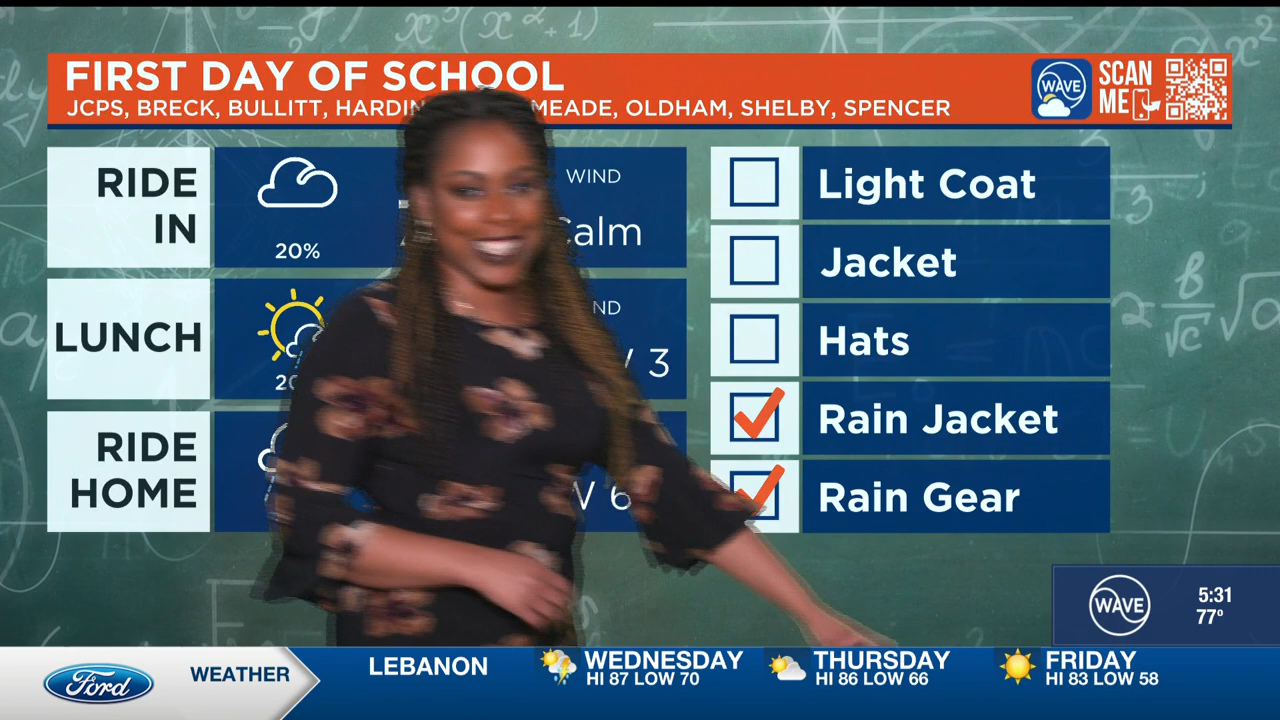 FIRST DAY OF SCHOOL
JCPS, BRECK, BULLITT, HARDIN MEADE, OLDHAM, SHELBY, SPENCER
WAVE
SCAN
ME
RIDE
IN
20%
WIND
Calm
LUNCH
3
RIDE
HOME
6
Light Coat
Jacket
Hats
Rain Jacket
Rain Gear
WAVE
5:31
77º
Ford
WEATHER
LEBANON
WEDNESDAY
HI 87 LOW 70
THURSDAY
HI 86 LOW 66
FRIDAY
HI 83 LOW 58